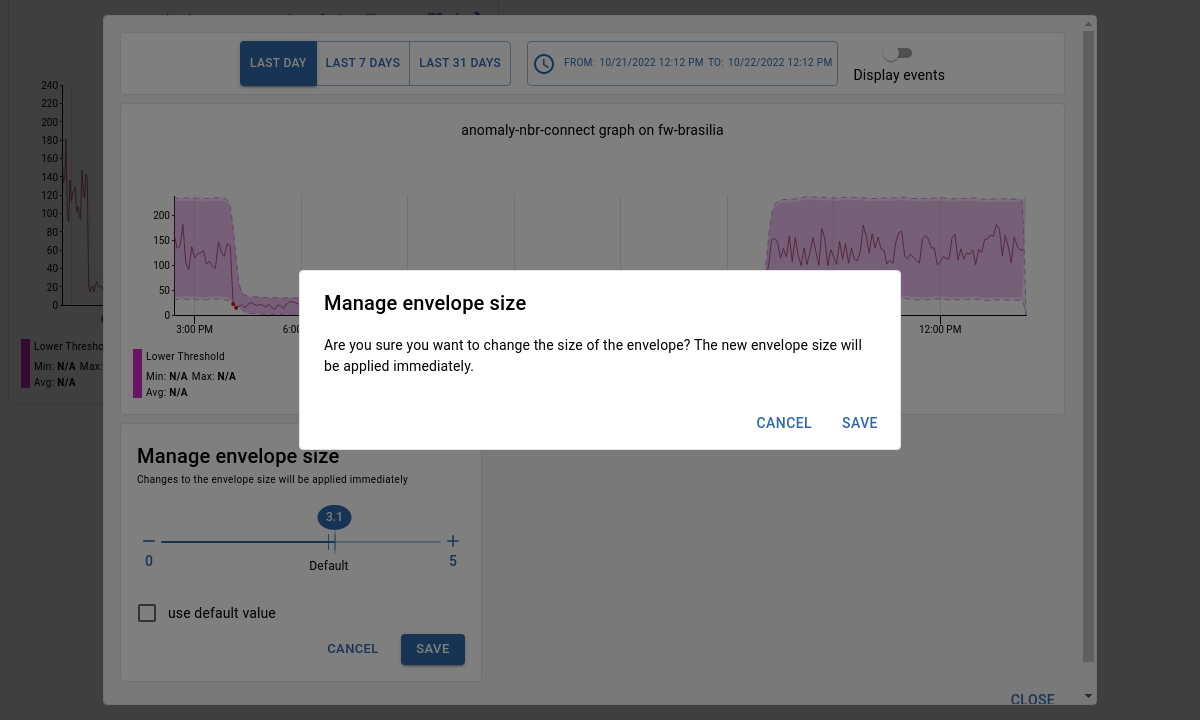 LAST DAY LAST 7 DAYS LAST 31 DAYS FROM: 10/21/2022 12:12 PM TO: 10/22/2022 12:12 PM
Display events
anomaly-nbr-connect graph on fw-brasilia
240
220
200
180
160
140
120
100
80
60
40
20
0
Lower Thresho
Min: N/A Max:
Avg: N/A
200
150
100
50
0
3:00 PM 6:00 12:00 PM
Lower Threshold
Min: N/A Max: N/A
Avg: N/A
Manage envelope size
Are you sure you want to change the size of the envelope? The new envelope size will
be applied immediately.
CANCEL SAVE
Manage envelope size
Changes to the envelope size will be applied immediately
3.1
0 5
Default
use default value
CANCEL SAVE
CLOSE